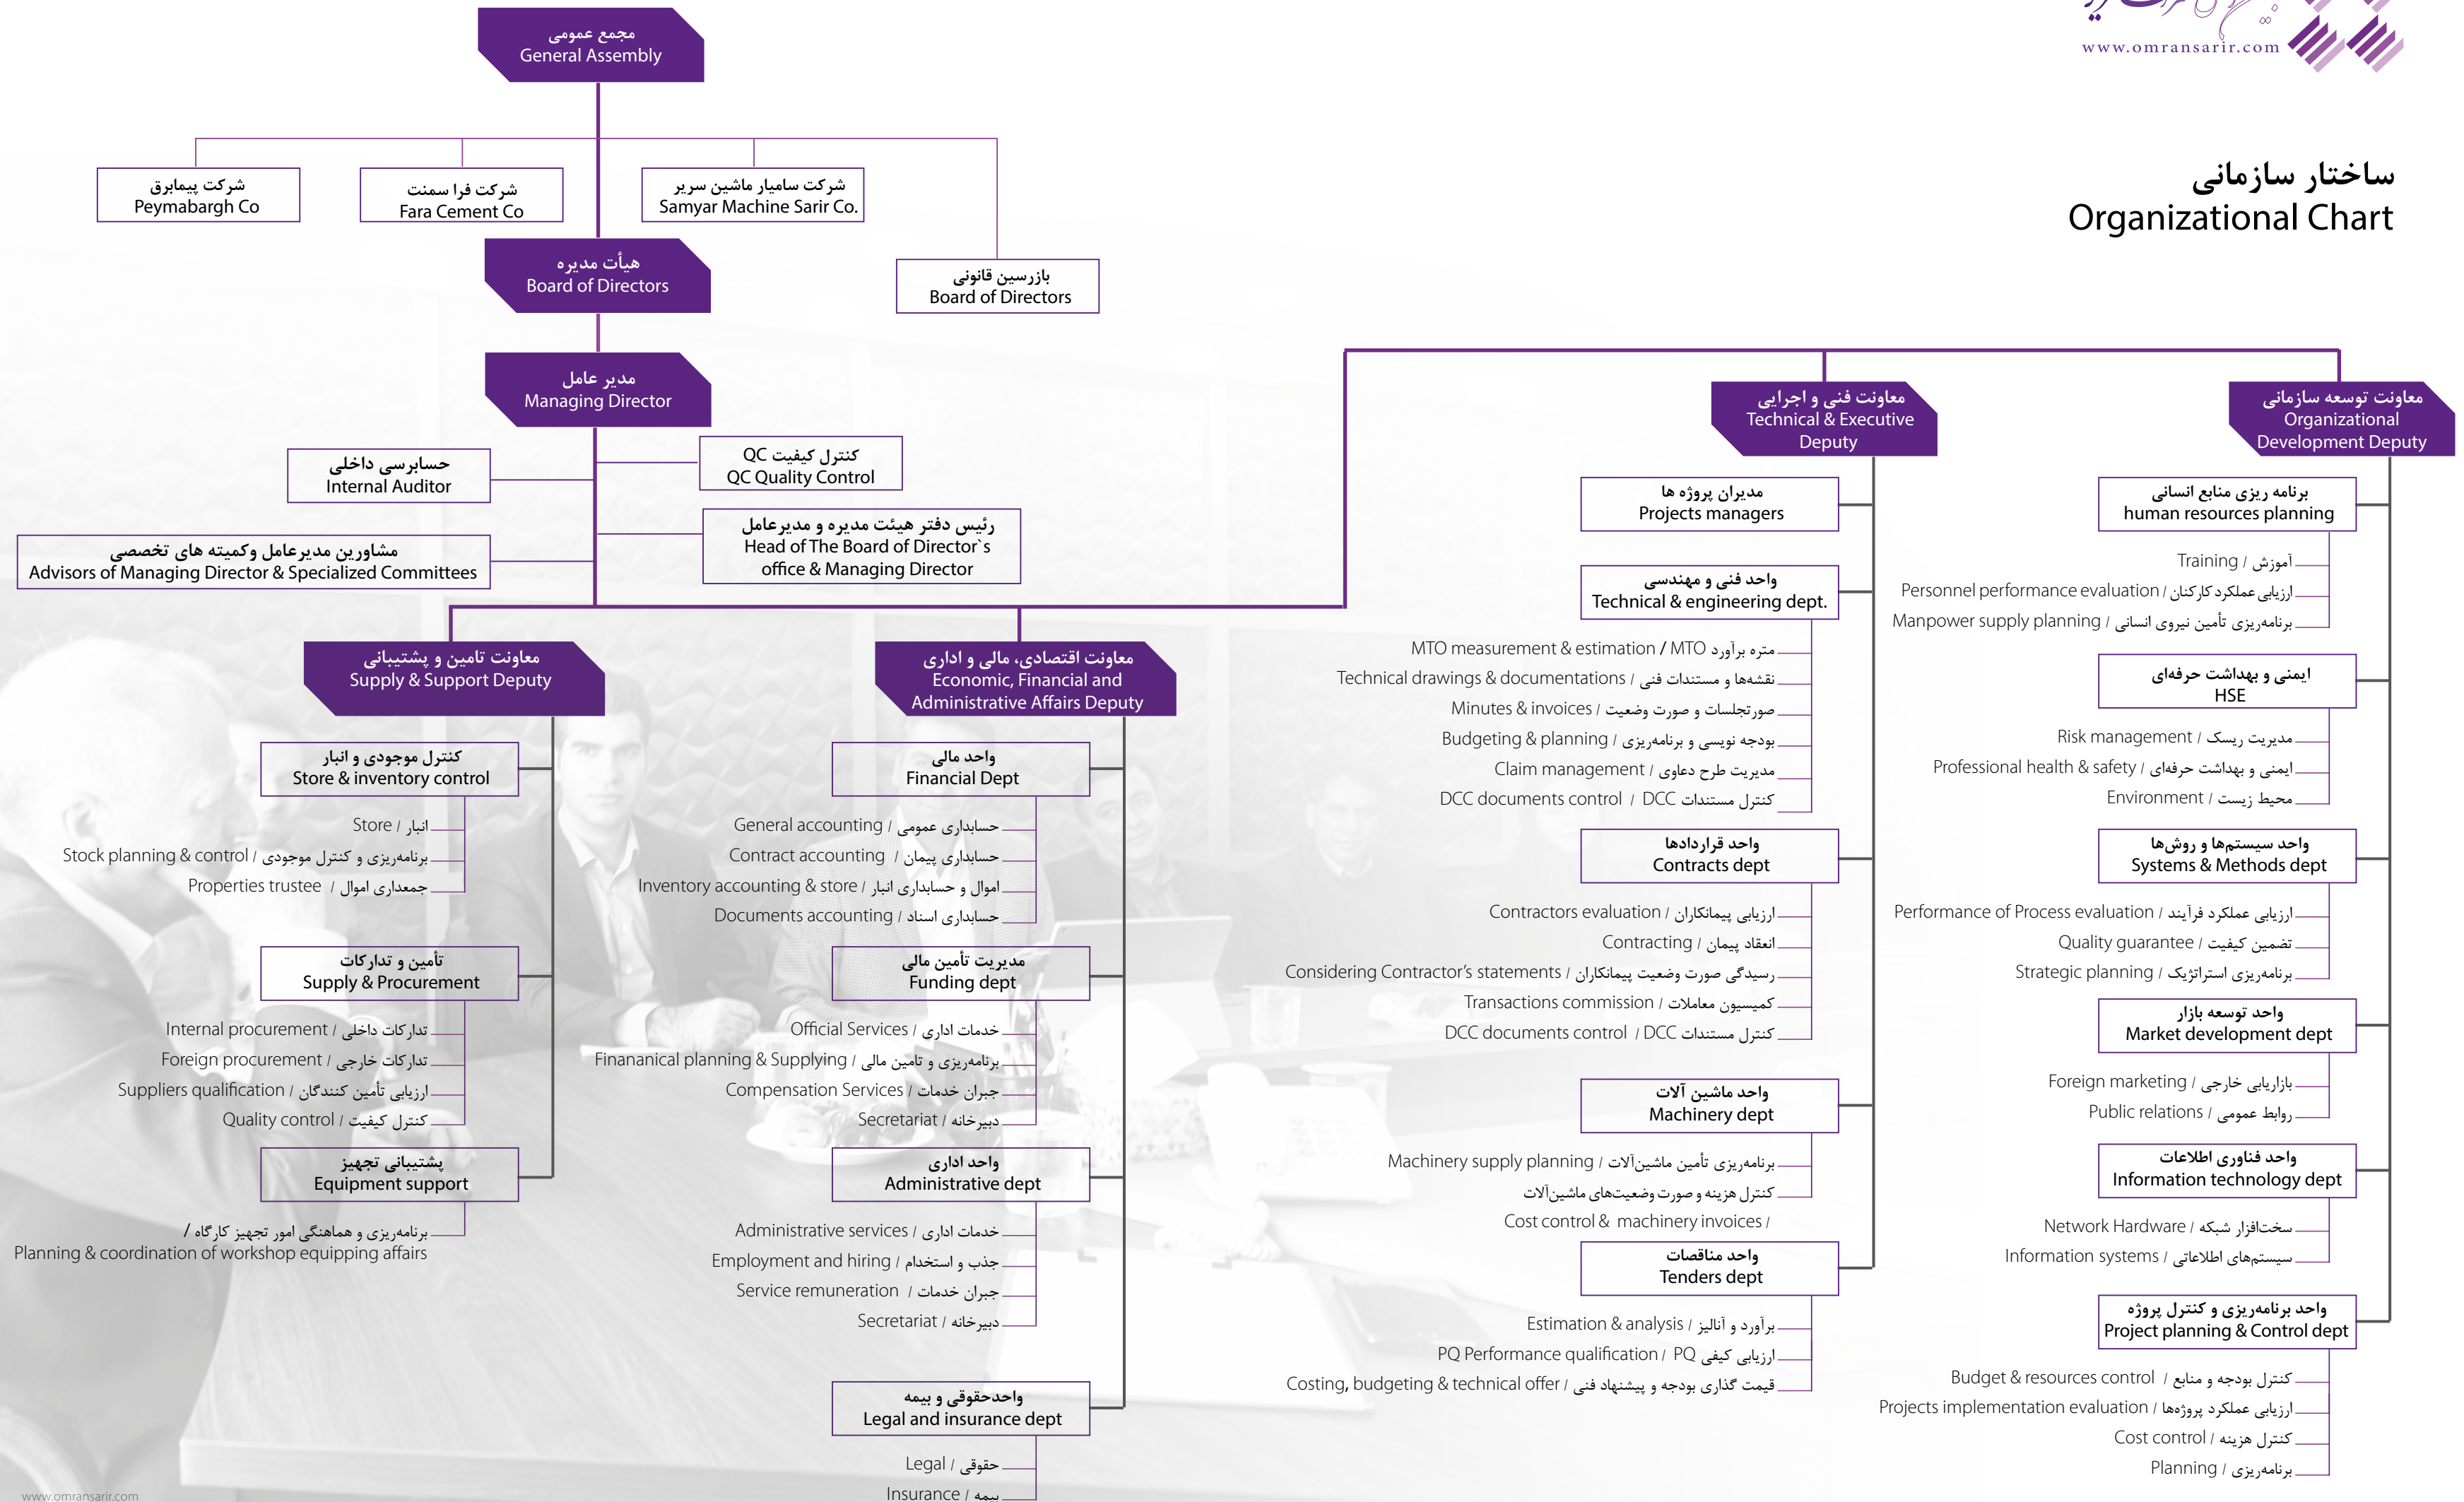 www.omransarir.com
ساختار سازمانی
Organizational Chart
مجمع عمومی
General Assembly
شرکت پیمابرق
Peymabargh Co
شرکت فرا سمنت
Fara Cement Co
شرکت سامیار ماشین سریر
Samyar Machine Sarir Co.
بازرسین قانونی
Board of Directors
هیأت مدیره
Board of Directors
مدیر عامل
Managing Director
حسابرسی داخلی
Internal Auditor
کنترل کیفیت QC
QC Quality Control
مشاورین مدیرعامل وکمیته های تخصصی
Advisors of Managing Director & Specialized Committees
رئیس دفتر هیئت مدیره و مدیرعامل
Head of The Board of Director`s
office & Managing Director
معاونت تامین و پشتیبانی
Supply & Support Deputy
کنترل موجودی و انبار
Store & inventory control
انبار / Store
برنامه‌ریزی و کنترل موجودی / Stock planning & control
جمعداری اموال / Properties trustee
تأمین و تدارکات
Supply & Procurement
تدارکات داخلی / Internal procurement
تدارکات خارجی / Foreign procurement
ارزیابی تأمین کنندگان / Suppliers qualification
کنترل کیفیت / Quality control
پشتیبانی تجهیز
Equipment support
برنامه‌ریزی و هماهنگی امور تجهیز کارگاه /
Planning & coordination of workshop equipping affairs
معاونت اقتصادی، مالی و اداری
Economic, Financial and
Administrative Affairs Deputy
واحد مالی
Financial Dept
حسابداری عمومی / General accounting
حسابداری پیمان / Contract accounting
اموال و حسابداری انبار / Inventory accounting & store
حسابداری اسناد / Documents accounting
مدیریت تأمین مالی
Funding dept
خدمات اداری / Official Services
برنامه‌ریزی و تامین مالی / Finananical planning & Supplying
جبران خدمات / Compensation Services
دبیرخانه / Secretariat
واحد اداری
Administrative dept
خدمات اداری / Administrative services
جذب و استخدام / Employment and hiring
جبران خدمات / Service remuneration
دبیرخانه / Secretariat
واحدحقوقی و بیمه
Legal and insurance dept
حقوقی / Legal
بیمه / Insurance
معاونت فنی و اجرایی
Technical & Executive
Deputy
مدیران پروژه ها
Projects managers
واحد فنی و مهندسی
Technical & engineering dept.
متره برآورد MTO / MTO measurement & estimation
نقشه‌ها و مستندات فنی / Technical drawings & documentations
صورتجلسات و صورت وضعیت / Minutes & invoices
بودجه نویسی و برنامه‌ریزی / Budgeting & planning
مدیریت طرح دعاوی / Claim management
کنترل مستندات DCC / DCC documents control
واحد قراردادها
Contracts dept
ارزیابی پیمانکاران / Contractors evaluation
انعقاد پیمان / Contracting
رسیدگی صورت وضعیت پیمانکاران / Considering Contractor’s statements
کمیسیون معاملات / Transactions commission
کنترل مستندات DCC / DCC documents control
واحد ماشین آلات
Machinery dept
برنامه‌ریزی تأمین ماشین‌آلات / Machinery supply planning
کنترل هزینه و صورت وضعیت‌های ماشین‌آلات
Cost control & machinery invoices /
واحد مناقصات
Tenders dept
برآورد و آنالیز / Estimation & analysis
ارزیابی کیفی PQ / PQ Performance qualification
قیمت گذاری بودجه و پیشنهاد فنی / Costing, budgeting & technical offer
معاونت توسعه سازمانی
Organizational
Development Deputy
برنامه ریزی منابع انسانی
human resources planning
آموزش / Training
ارزیابی عملکرد کارکنان / Personnel performance evaluation
برنامه‌ریزی تأمین نیروی انسانی / Manpower supply planning
ایمنی و بهداشت حرفه‌ای
HSE
مدیریت ریسک / Risk management
ایمنی و بهداشت حرفه‌ای / Professional health & safety
محیط زیست / Environment
واحد سیستم‌ها و روش‌ها
Systems & Methods dept
ارزیابی عملکرد فرآیند / Performance of Process evaluation
تضمین کیفیت / Quality guarantee
برنامه‌ریزی استراتژیک / Strategic planning
واحد توسعه بازار
Market development dept
بازاریابی خارجی / Foreign marketing
روابط عمومی / Public relations
واحد فناوری اطلاعات
Information technology dept
سخت‌افزار شبکه / Network Hardware
سیستم‌های اطلاعاتی / Information systems
واحد برنامه‌ریزی و کنترل پروژه
Project planning & Control dept
کنترل بودجه و منابع / Budget & resources control
ارزیابی عملکرد پروژه‌ها / Projects implementation evaluation
کنترل هزینه / Cost control
برنامه‌ریزی / Planning
www.omransarir.com